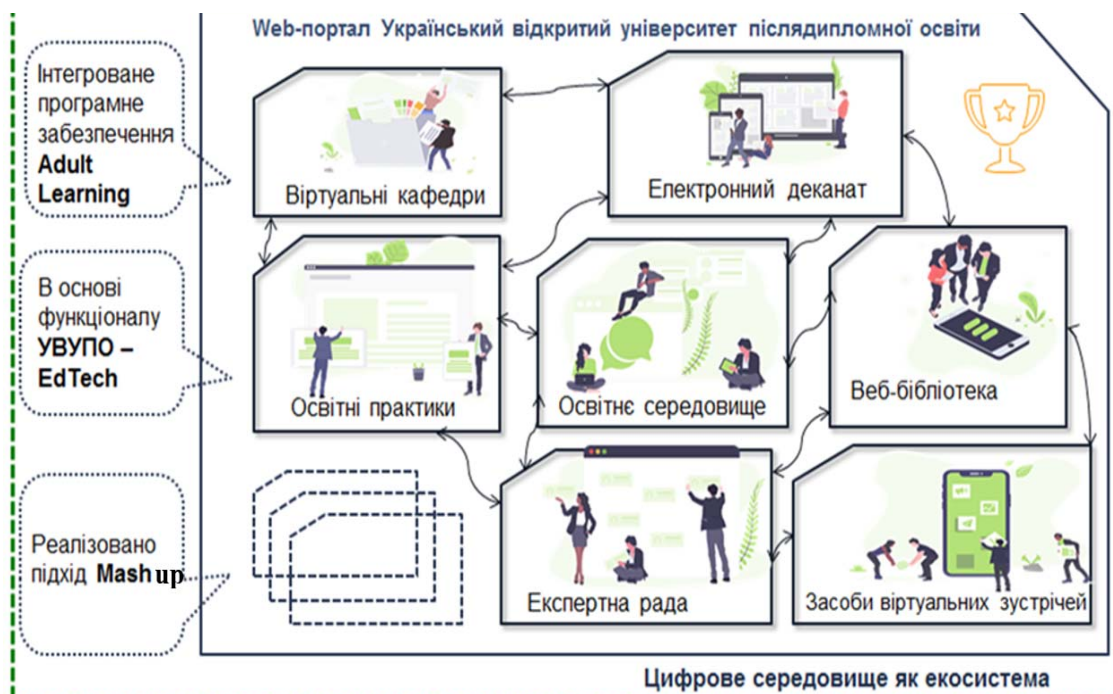 Web-портал Український відкритий університет післядипломної освіти
Інтегроване
програмне
забезпечення
Adult
Learning
Віртуальні кафедри
Електронний деканат
В основі
функціоналу
УВУПО –
EdTech
Освітні практики
Освітнє середовище
Веб-бібліотека
Реалізовано
підхід Mash up
Експертна рада
Засоби віртуальних зустрічей
Цифрове середовище як екосистема